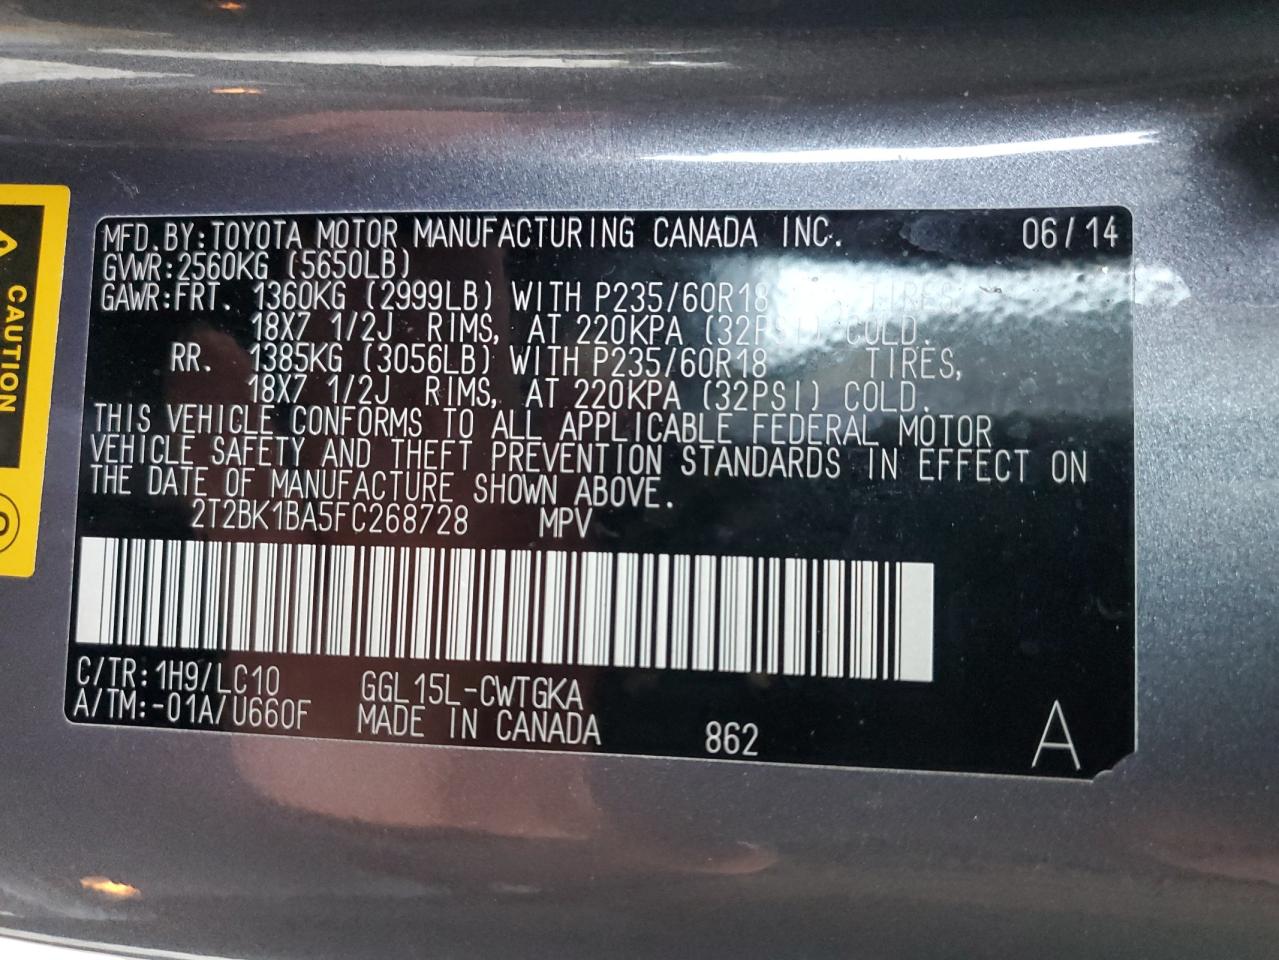 MFD.BY:TOYOTA MOTOR MANUFACTURING CANADA INC. 06/14
GVWR:2560KG (5650LB)
GAWR:FRT. 1360KG (2999LB) WITH P235/60R18 TIRES,
18X7 1/2J RIMS, AT 220KPA (32PSI) COLD.
RR. 1385KG (3056LB) WITH P235/60R18 TIRES,
18X7 1/2J RIMS, AT 220KPA (32PSI) COLD.
THIS VEHICLE CONFORMS TO ALL APPLICABLE FEDERAL MOTOR
VEHICLE SAFETY AND THEFT PREVENTION STANDARDS IN EFFECT ON
THE DATE OF MANUFACTURE SHOWN ABOVE.
2T2BK1BA5FC268728 MPV
C/TR:1H9/LC10 GGL15L-CWTGKA
A/TM:-01A/U660F MADE IN CANADA 862 A
CAUTION